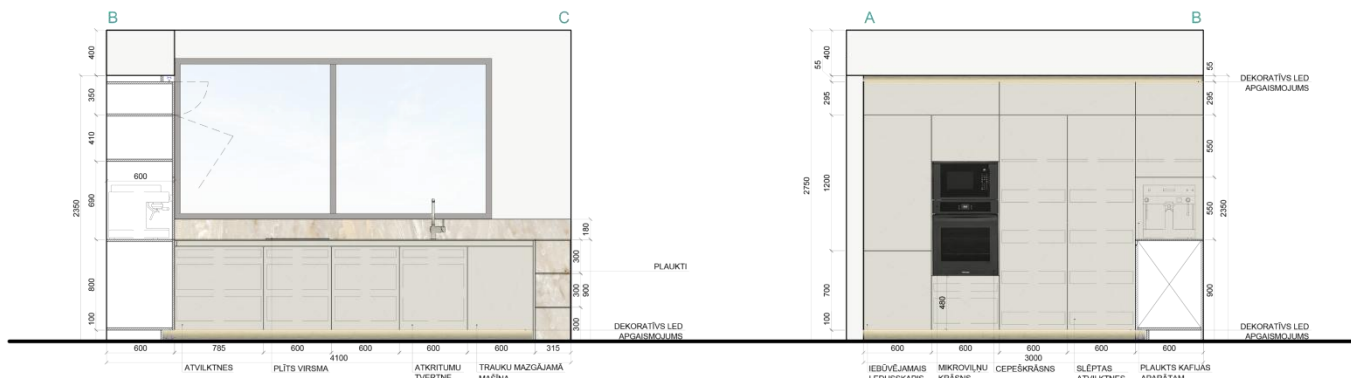 B
C
400
350
410
600
690
2350
800
100
180
300
300
900
300
PLAUKTI
DEKORATĪVS LED
APGAISMOJUMS
600
785
600
600
600
600
315
4100
ATVILKTNES
PLĪTS VIRSMA
ATKRITUMU
TVERTNE
TRAUKU MAZGĀJAMĀ
MAŠĪNA
A
B
400
55
295
2750
1200
700
100
480
55
295
550
550
2350
900
DEKORATĪVS LED
APGAISMOJUMS
DEKORATĪVS LED
APGAISMOJUMS
600
600
600
600
600
3000
IEBŪVĒJAMAIS
LEDUSSKAPIS
MIKROVIĻŅU
KRĀSNS
CEPEŠKRĀSNS
SLĒPTAS
ATVILKTNES
PLAUKTS KAFIJAS
APARĀTAM